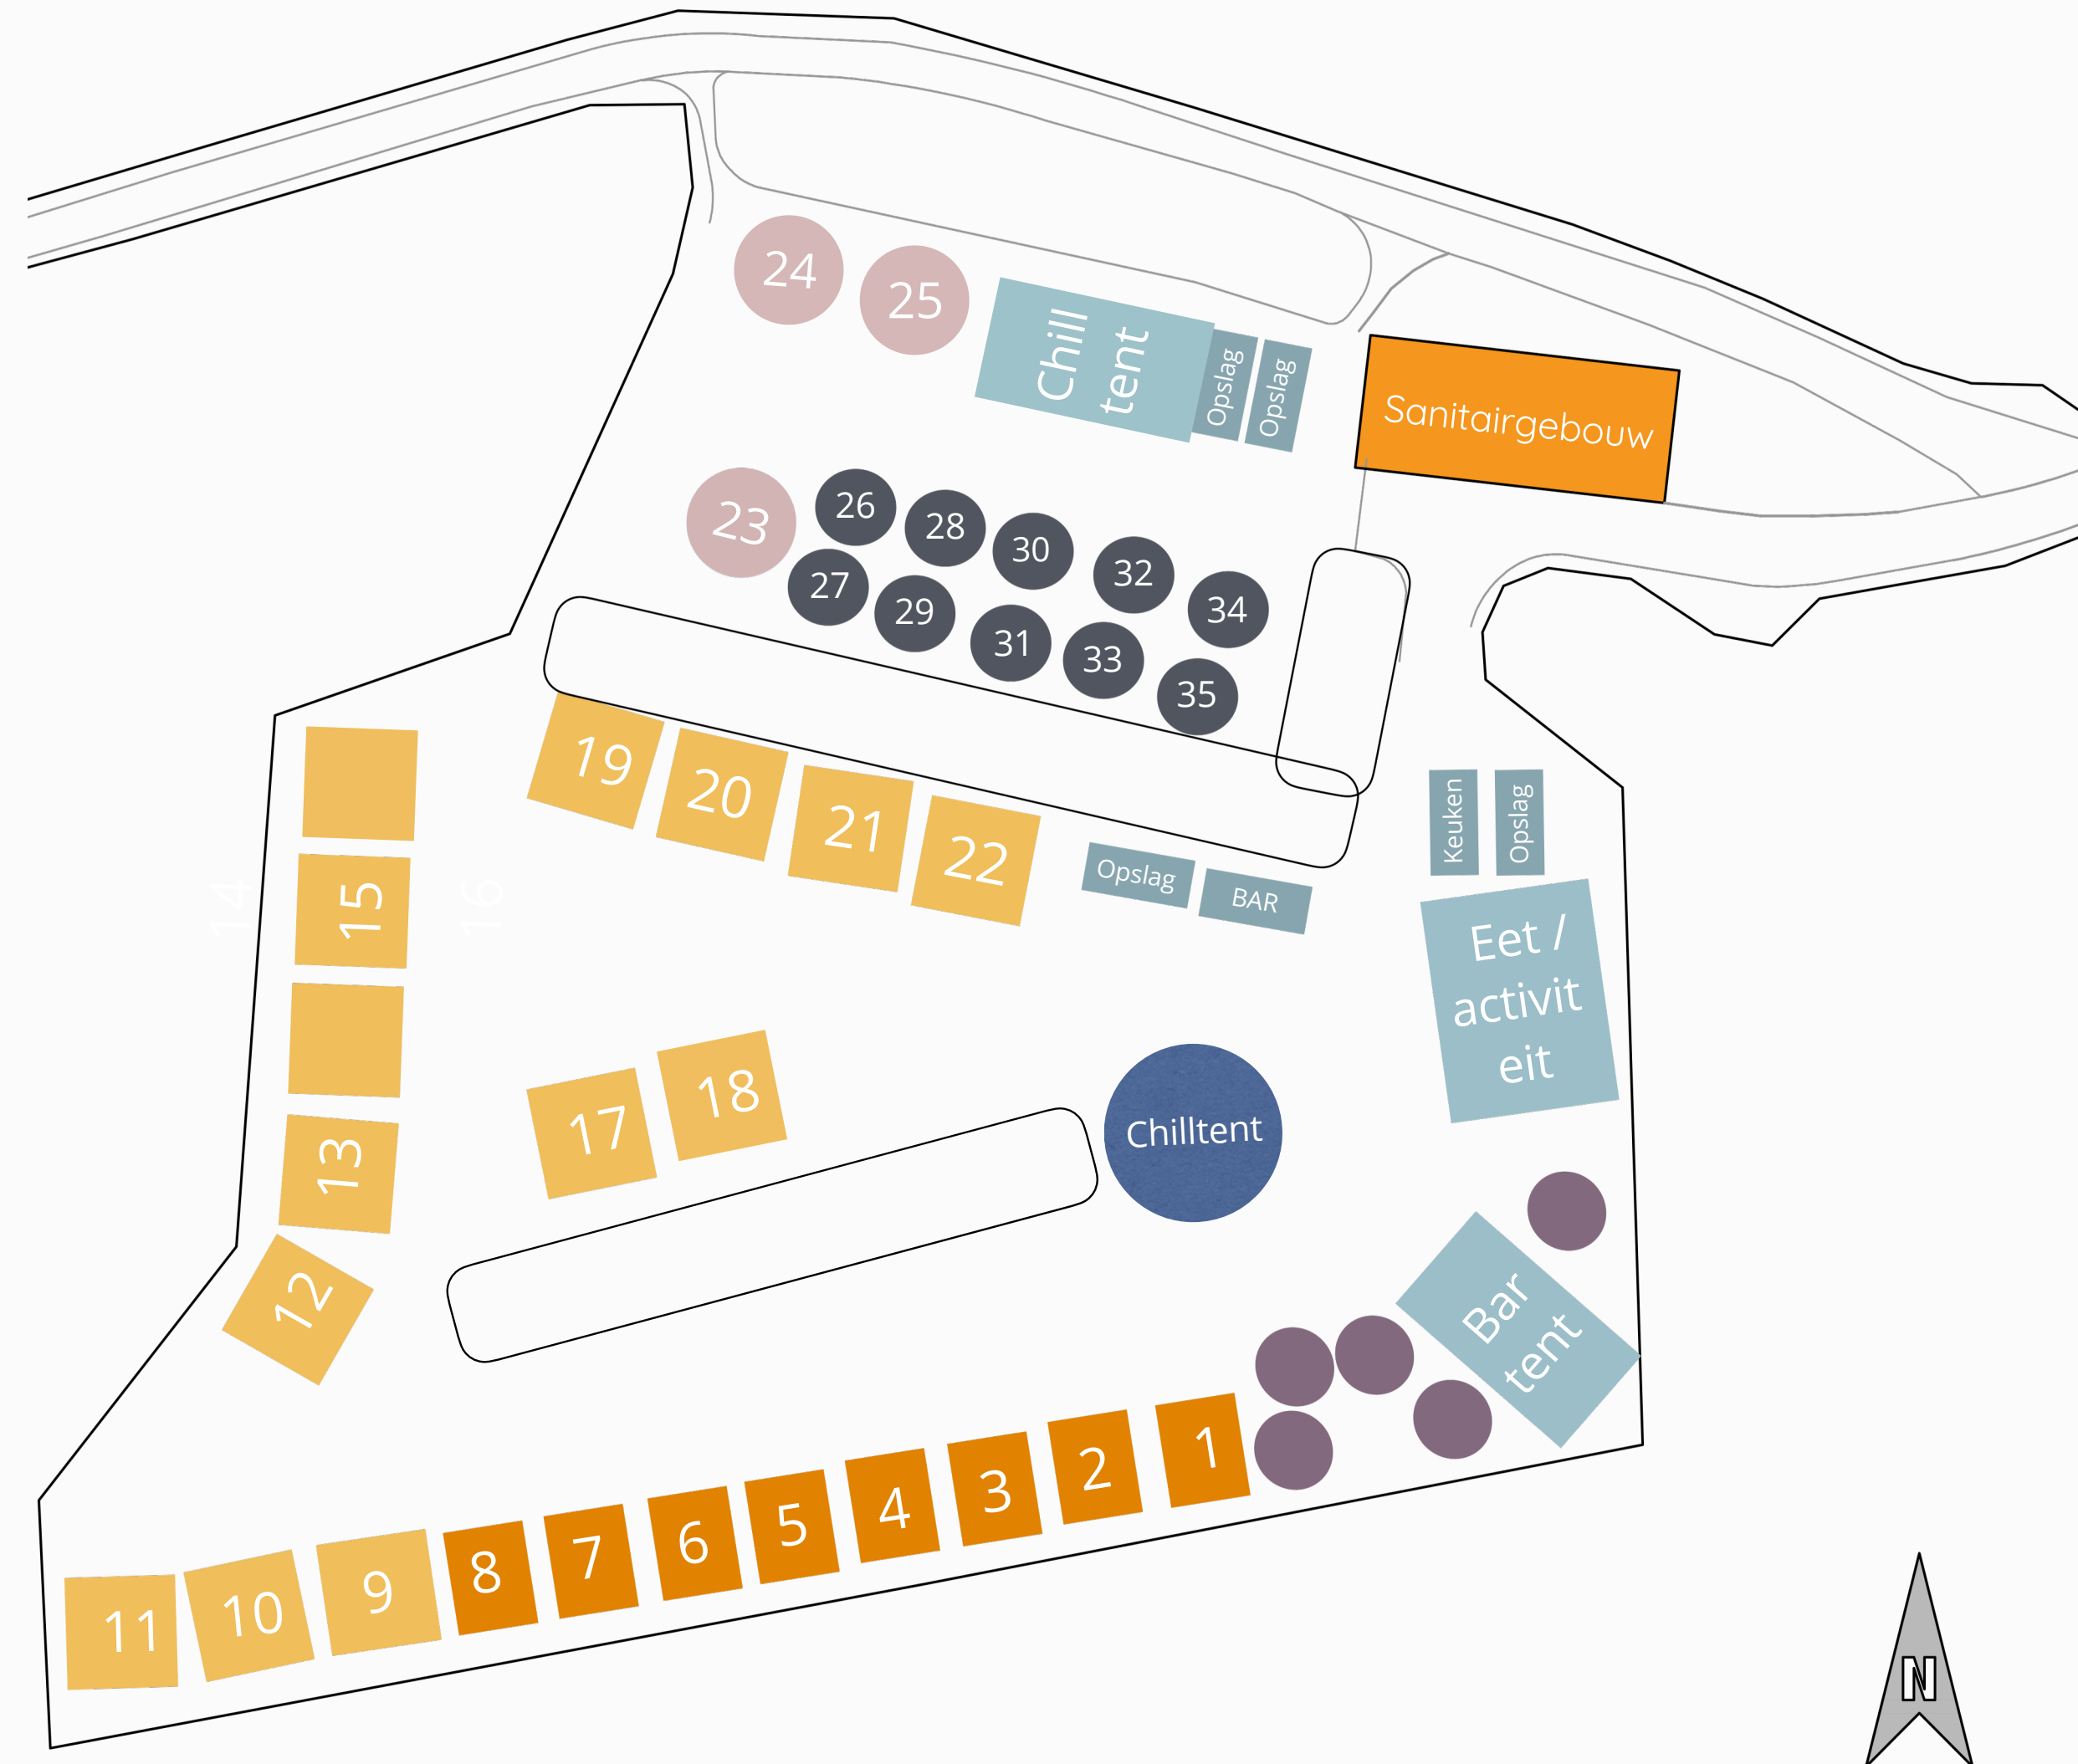 24
25
Chill
tent
Opslag
Opslag
Sanitairgebouw
23
26
28
30
32
34
27
29
31
33
35
19
20
21
22
Opslag
BAR
Keuken
Opslag
14
15
16
Eet /
activit
eit
17
18
Chilltent
13
12
Bar
tent
1
2
3
4
5
6
7
8
9
10
11
N